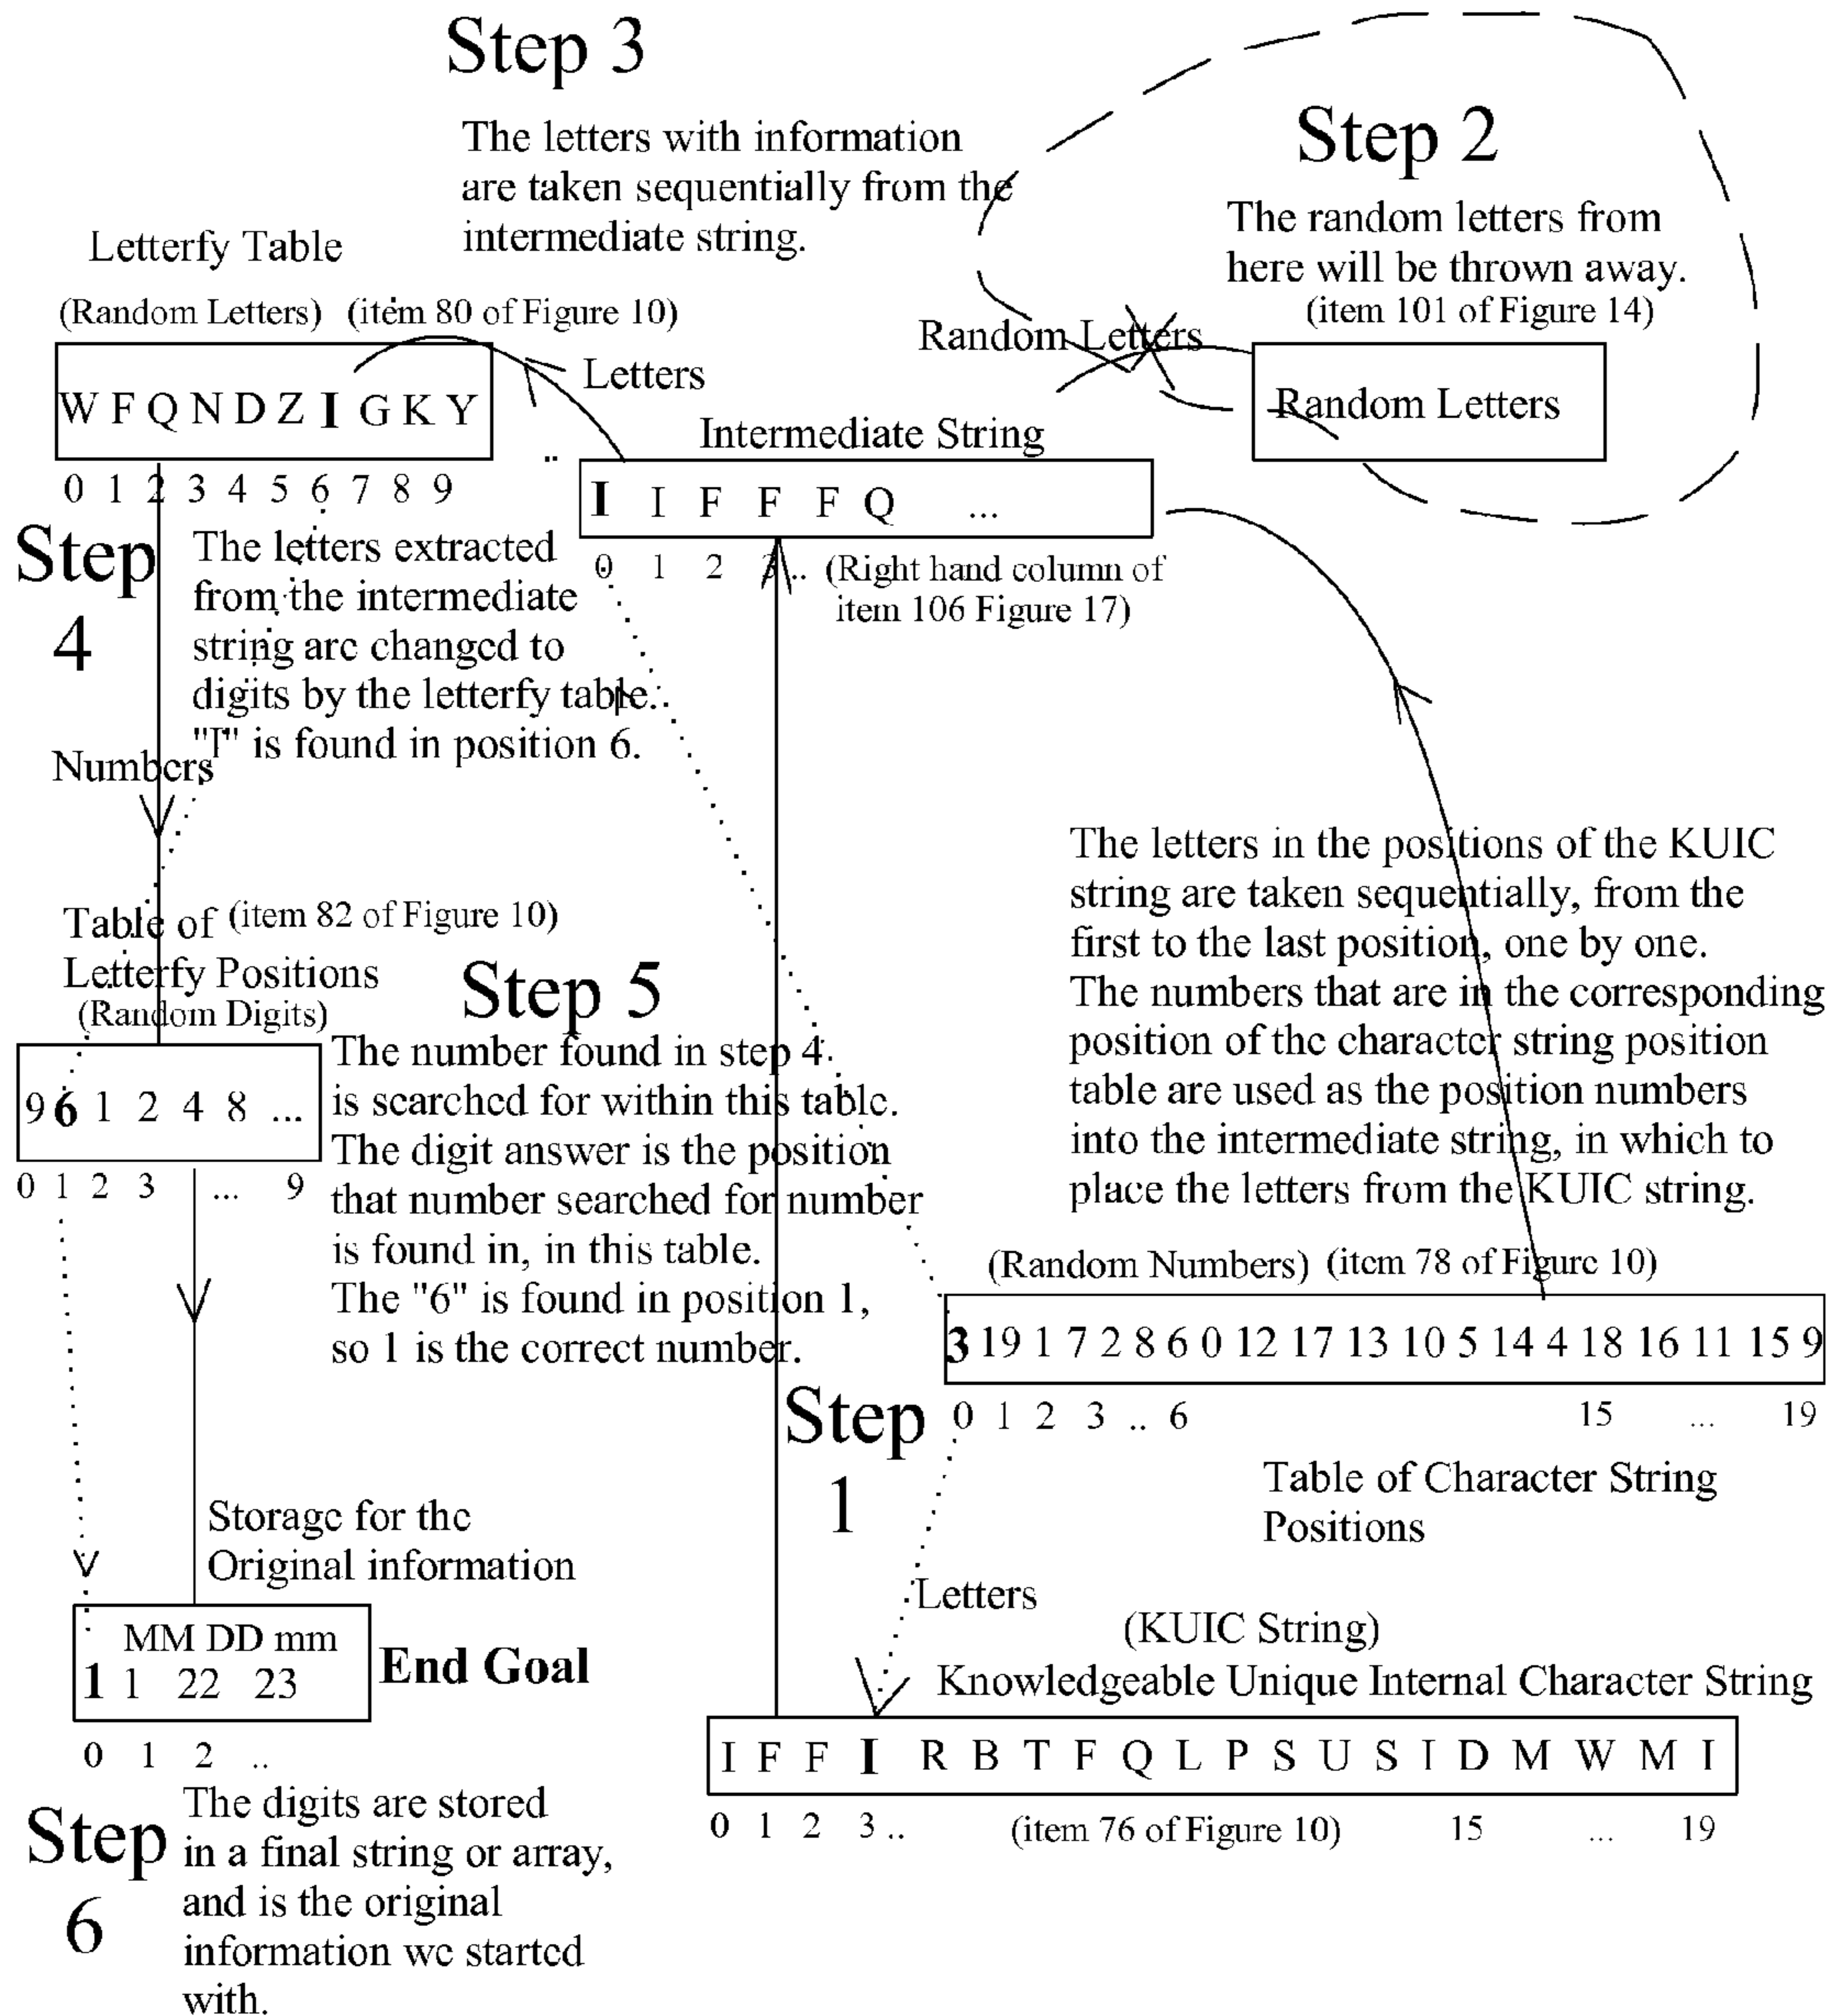 Step 3
The letters with information
are taken sequentially from the
intermediate string.
Step 2
The random letters from
here will be thrown away.
(item 101 of Figure 14)
Random Letters
Random Letters
Letterfy Table
(Random Letters) (item 80 of Figure 10)
W F Q N D Z I G K Y
0 1 2 3 4 5 6 7 8 9
Letters
Intermediate String
I I F F F Q ...
0 1 2 3 .. (Right hand column of
item 106 Figure 17)
..
Step
4
The letters extracted
from the intermediate
string are changed to
digits by the letterfy table.
"I" is found in position 6.
Numbers
Table of (item 82 of Figure 10)
Letterfy Positions
(Random Digits)
9 6 1 2 4 8 ...
0 1 2 3 ... 9
Step 5
The number found in step 4
is searched for within this table.
The digit answer is the position
that number searched for number
is found in, in this table.
The "6" is found in position 1,
so 1 is the correct number.
The letters in the positions of the KUIC
string are taken sequentially, from the
first to the last position, one by one.
The numbers that are in the corresponding
position of the character string position
table are used as the position numbers
into the intermediate string, in which to
place the letters from the KUIC string.
(Random Numbers) (item 78 of Figure 10)
3 19 1 7 2 8 6 0 12 17 13 10 5 14 4 18 16 11 15 9
0 1 2 3 .. 6 15 ... 19
Step
1
Table of Character String
Positions
Letters
(KUIC String)
Knowledgeable Unique Internal Character String
I F F I R B T F Q L P S U S I D M W M I
0 1 2 3 .. (item 76 of Figure 10) 15 ... 19
Storage for the
Original information
MM DD mm
1 1 22 23
End Goal
0 1 2 ..
Step
6
The digits are stored
in a final string or array,
and is the original
information we started
with.